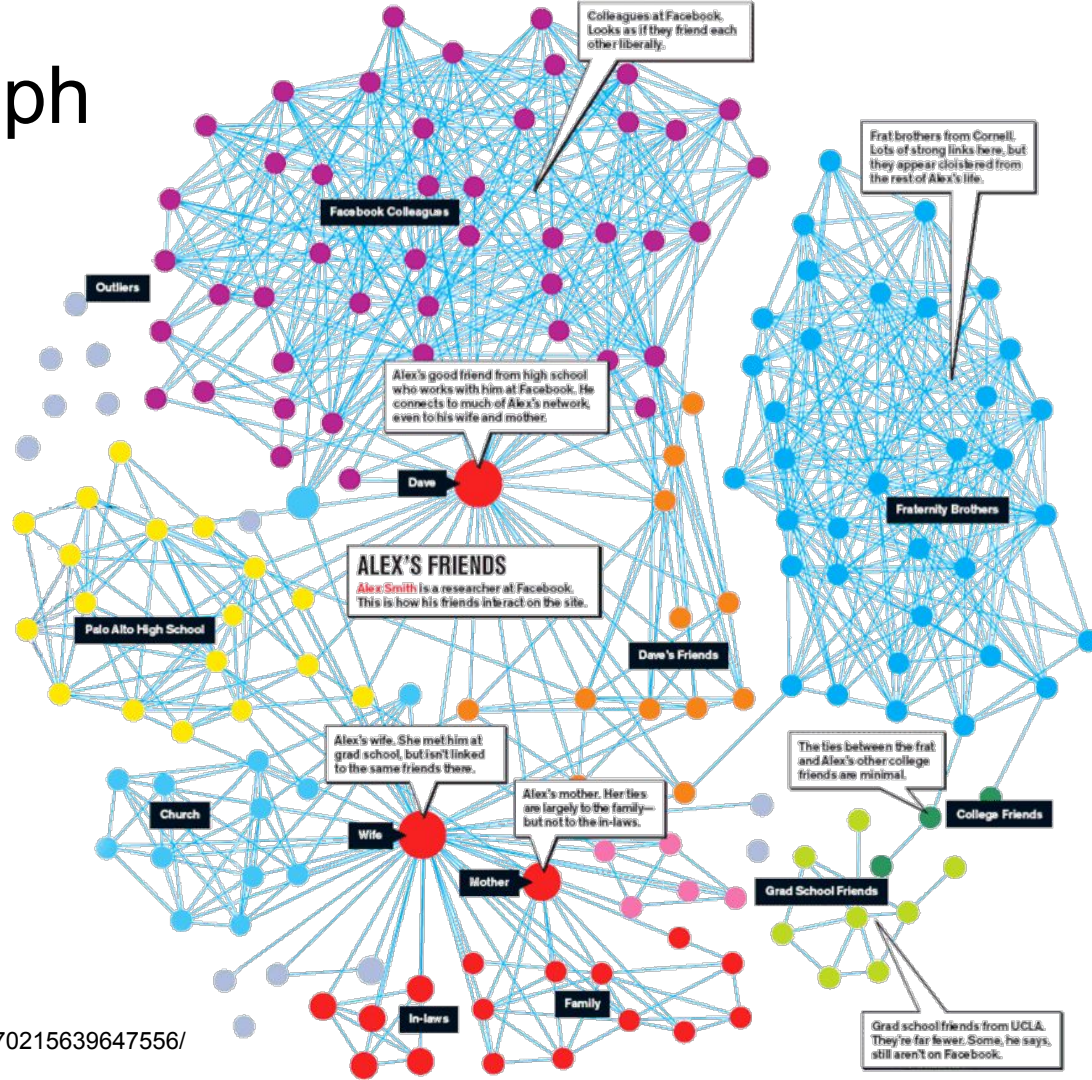 ph
Colleagues at Facebook.
Looks as if they friend each
other liberally.
Frat brothers from Cornell.
Lots of strong links here, but
they appear cloistered from
the rest of Alex's life.
Facebook Colleagues
Outliers
Alex's good friend from high school
who works with him at Facebook. He
connects to much of Alex's network,
even to his wife and mother.
Dave
Fraternity Brothers
ALEX'S FRIENDS
Alex Smith is a researcher at Facebook.
This is how his friends interact on the site.
Palo Alto High School
Dave's Friends
Alex's wife. She met him at
grad school, but isn't linked
to the same friends there.
The ties between the frat
and Alex's other college
friends are minimal.
Alex's mother. Her ties
are largely to the family—
but not to the in-laws.
Church
College Friends
Wife
Mother
Grad School Friends
Family
In-laws
Grad school friends from UCLA.
They're far fewer. Some, he says,
still aren't on Facebook.
70215639647556/